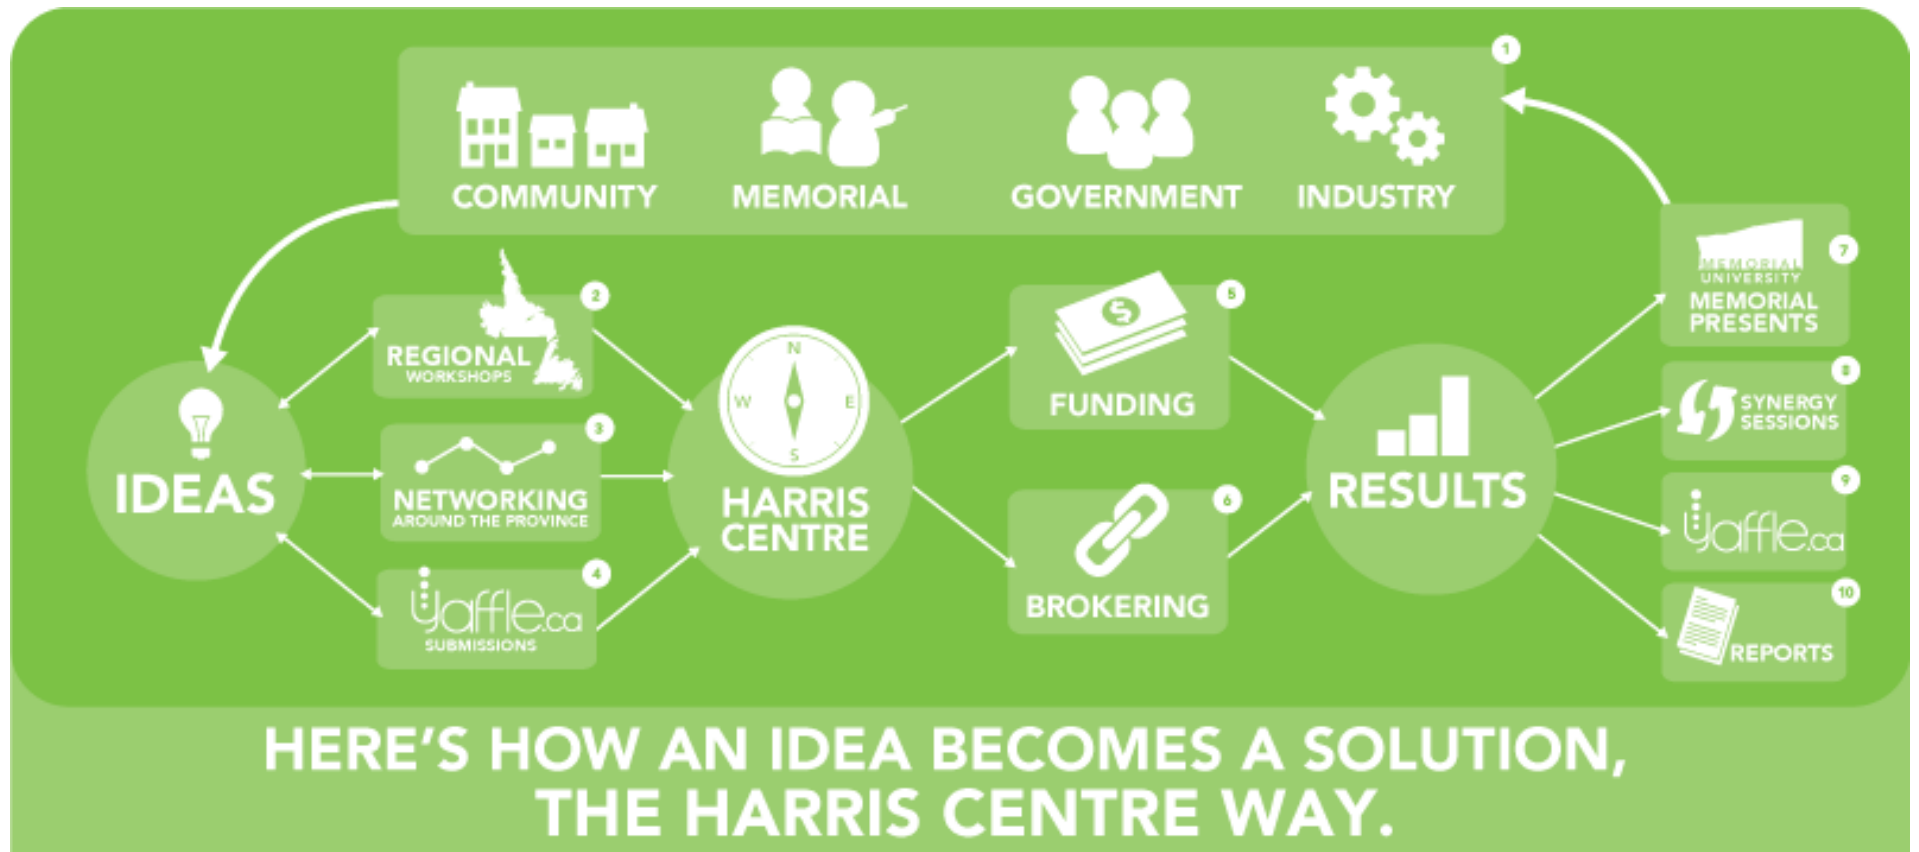 1
COMMUNITY
MEMORIAL
GOVERNMENT
INDUSTRY
IDEAS
2
REGIONAL
WORKSHOPS
3
NETWORKING
AROUND THE PROVINCE
4
yaffle.ca
SUBMISSIONS
N
W
E
S
HARRIS
CENTRE
5
$
FUNDING
6
BROKERING
RESULTS
7
MEMORIAL
UNIVERSITY
MEMORIAL
PRESENTS
8
SYNERGY
SESSIONS
9
yaffle.ca
10
REPORTS
HERE'S HOW AN IDEA BECOMES A SOLUTION,
THE HARRIS CENTRE WAY.